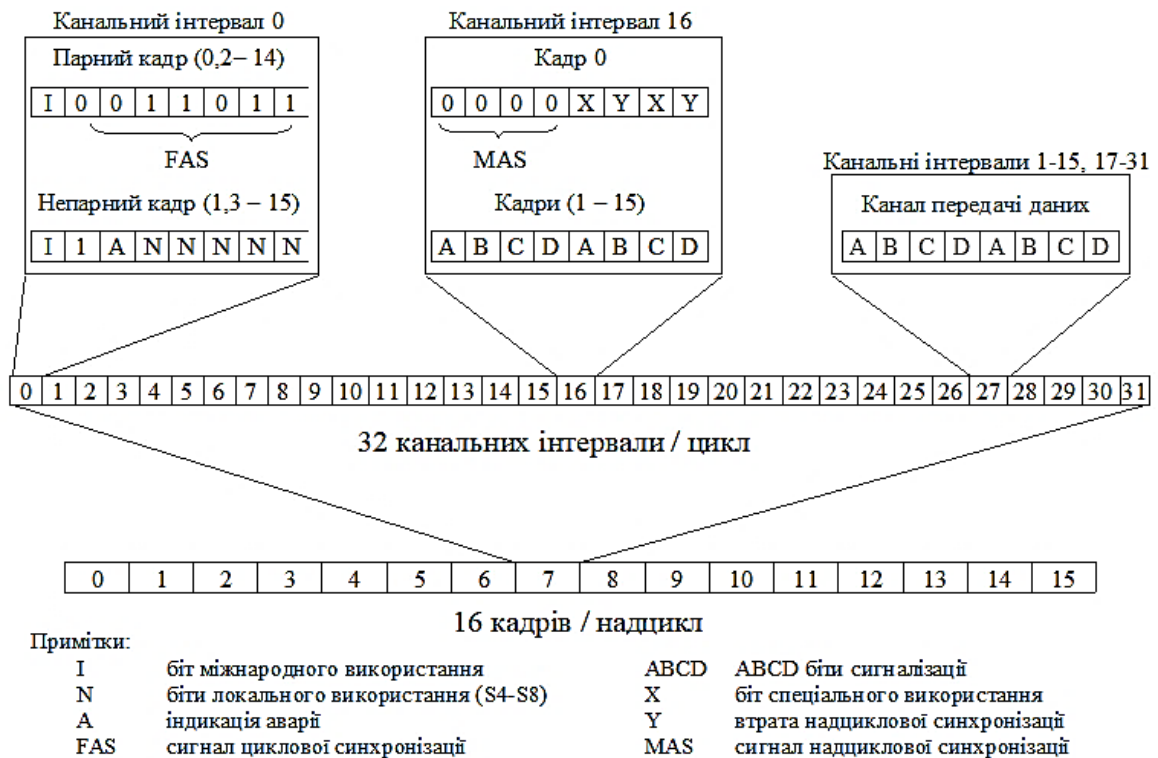 Канальний інтервал 0
Парний кадр (0,2– 14)
I 0 0 1 1 0 1 1
FAS
Непарний кадр (1,3 – 15)
I 1 A N N N N N
Канальний інтервал 16
Кадр 0
0 0 0 0 X Y X Y
MAS
Кадри (1 – 15)
A B C D A B C D
Канальні інтервали 1-15, 17-31
Канал передачі даних
A B C D A B C D
0 1 2 3 4 5 6 7 8 9 10 11 12 13 14 15 16 17 18 19 20 21 22 23 24 25 26 27 28 29 30 31
32 канальних інтервали / цикл
0 1 2 3 4 5 6 7 8 9 10 11 12 13 14 15
16 кадрів / надцикл
Примітки:
I біт міжнародного використання
N біти локального використання (S4-S8)
A індикація аварії
FAS сигнал циклової синхронізації
ABCD ABCD біти сигналізації
X біт спеціального використання
Y втрата надциклової синхронізації
MAS сигнал надциклової синхронізації